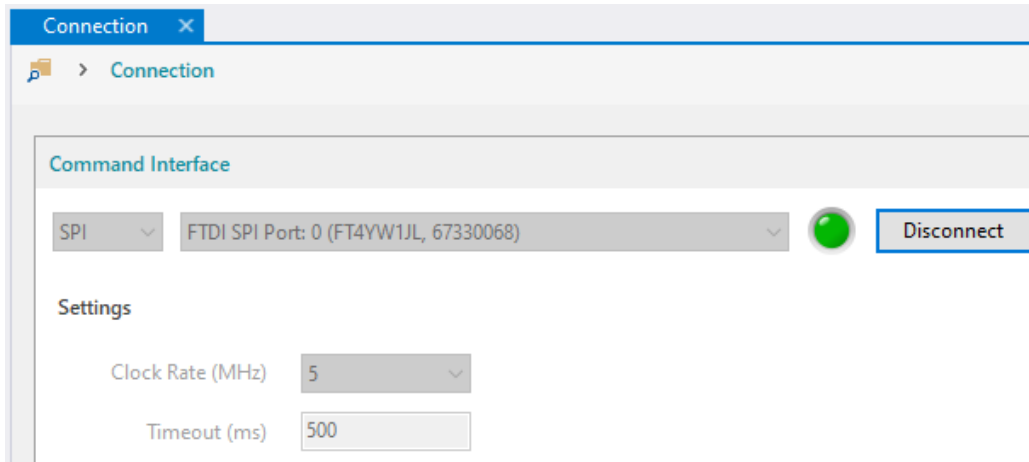 Connection ×
> Connection
Command Interface
SPI FTDI SPI Port: 0 (FT4YW1JL, 67330068) Disconnect
Settings
Clock Rate (MHz) 5
Timeout (ms) 500